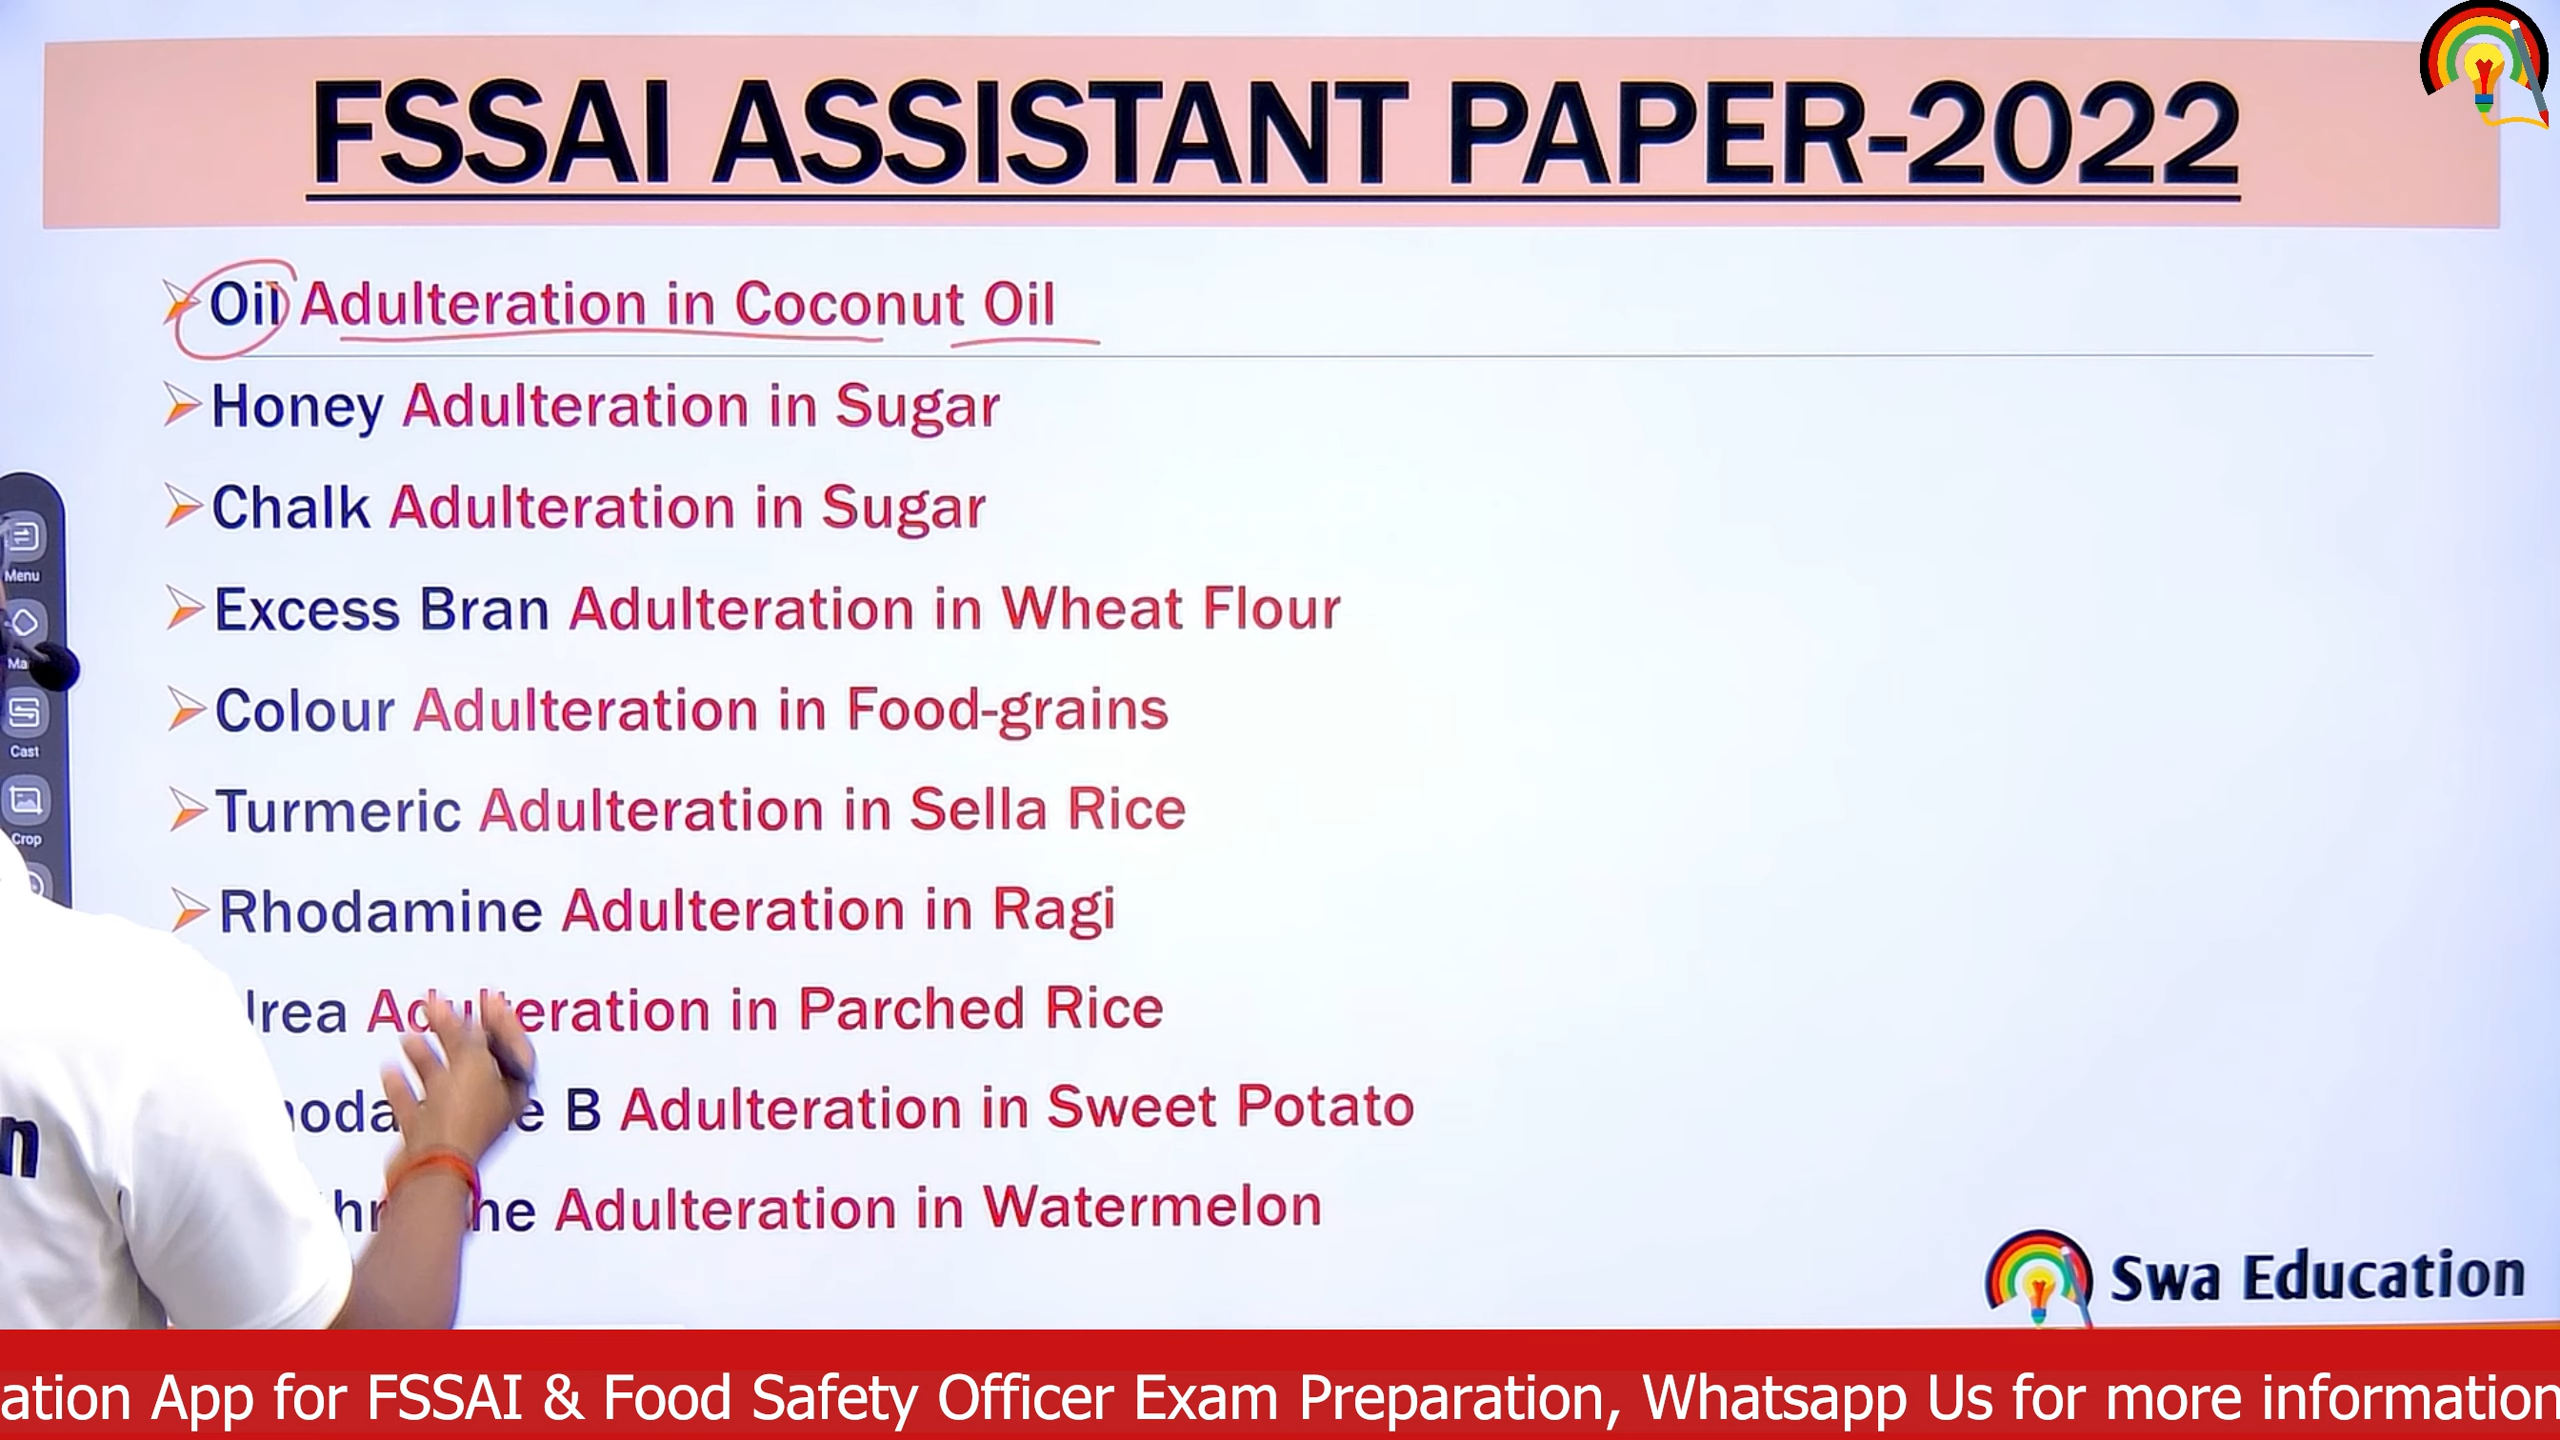 FSSAI ASSISTANT PAPER-2022
Oil Adulteration in Coconut Oil
Honey Adulteration in Sugar
Chalk Adulteration in Sugar
Excess Bran Adulteration in Wheat Flour
Colour Adulteration in Food-grains
Turmeric Adulteration in Sella Rice
Rhodamine Adulteration in Ragi
Adulteration in Parched Rice
B Adulteration in Sweet Potato
Adulteration in Watermelon
Menu
Cast
Crop
Swa Education
ation App for FSSAI & Food Safety Officer Exam Preparation, Whatsapp Us for more information